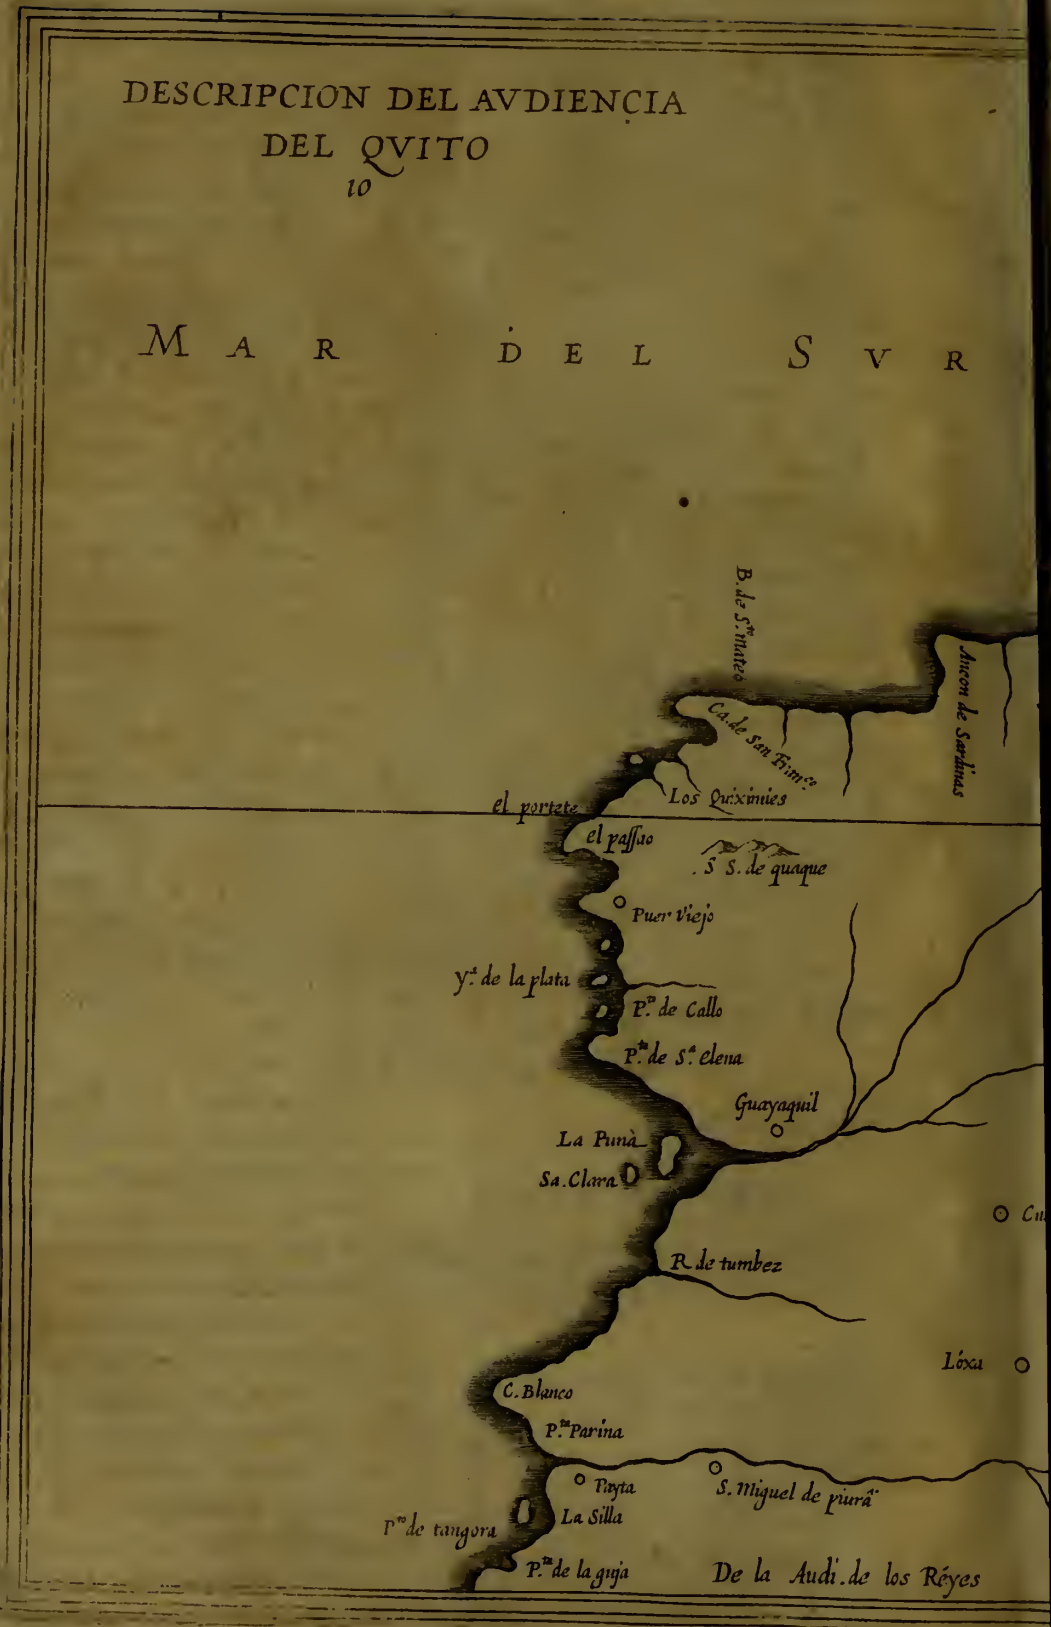 DESCRIPCION DEL AVDIENCIA
DEL QVITO
10
MAR DEL SVR
B. de S.to mateo
Ancon de Sardinas
Ca. de San Fr.m.co
Los Quiximies
el portete
el passao
S S. de quaque
Puer Viejo
y.ª de la plata
P.to de Callo
P.ta de S.ª elena
Guayaquil
La Punà
Sa. Clara
R de tumbez
Lóxa
C. Blanco
P.ta Parina
Payta
S. Miguel de piura
La Silla
P.to de tangora
P.ta de la guja
De la Audi. de los Réyes